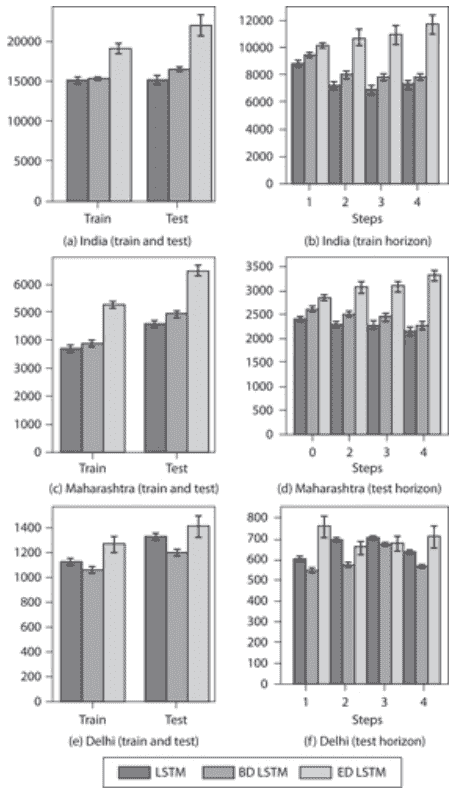 20000
15000
10000
5000
0
Train Test
(a) India (train and test)
12000
10000
8000
6000
4000
2000
0
1 2 3 4
Steps
(b) India (train horizon)
6000
5000
1000
3000
2000
1000
0
Train Test
(c) Maharashtra (train and test)
3500
3000
2500
2000
1500
1000
500
0
0 2 3 4
Steps
(d) Maharashtra (test horizon)
1400
1200
1000
800
600
400
200
0
Train Test
(e) Delhi (train and test)
800
700
600
500
400
300
200
100
0
1 2 3 4
Steps
(f) Delhi (test horizon)
LSTM BD LSTM ED LSTM